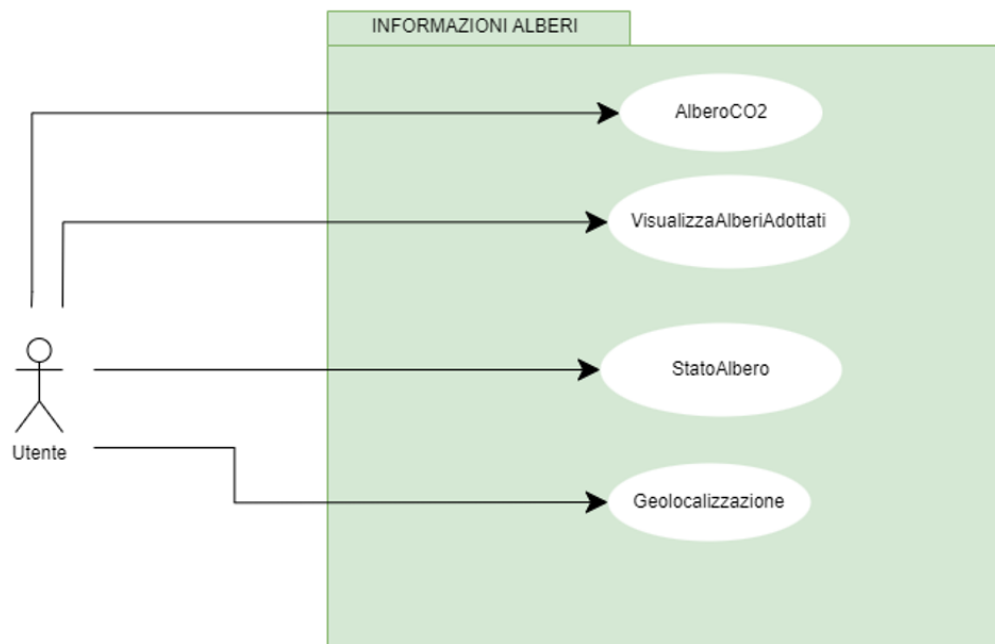 INFORMAZIONI ALBERI
AlberoCO2
VisualizzaAlberiAdottati
StatoAlbero
Utente
Geolocalizzazione